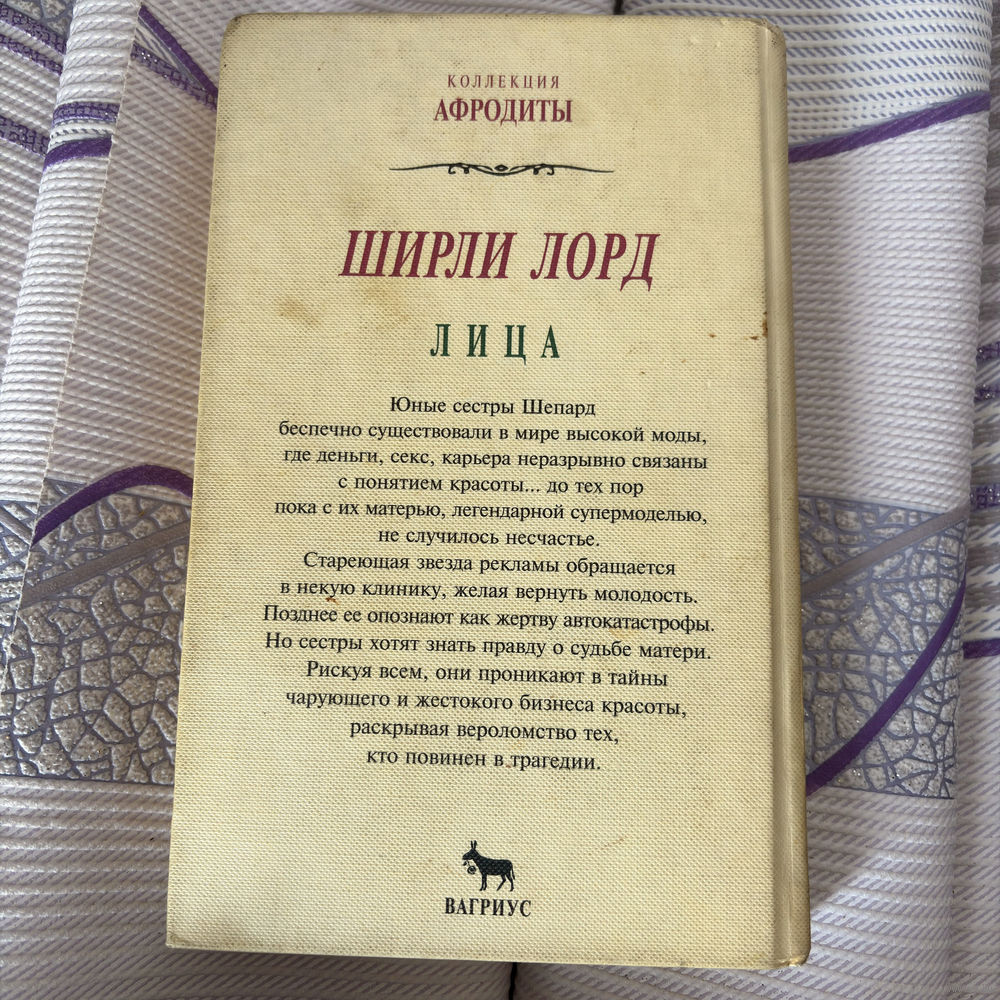 КОЛЛЕКЦИЯ
АФРОДИТЫ
ШИРЛИ ЛОРД
ЛИЦА
Юные сестры Шепард
беспечно существовали в мире высокой моды,
где деньги, секс, карьера неразрывно связаны
с понятием красоты... до тех пор
пока с их матерью, легендарной супермоделью,
не случилось несчастье.
Стареющая звезда рекламы обращается
в некую клинику, желая вернуть молодость.
Позднее ее опознают как жертву автокатастрофы.
Но сестры хотят знать правду о судьбе матери.
Рискуя всем, они проникают в тайны
чарующего и жестокого бизнеса красоты,
раскрывая вероломство тех,
кто повинен в трагедии.
ВАГРИУС